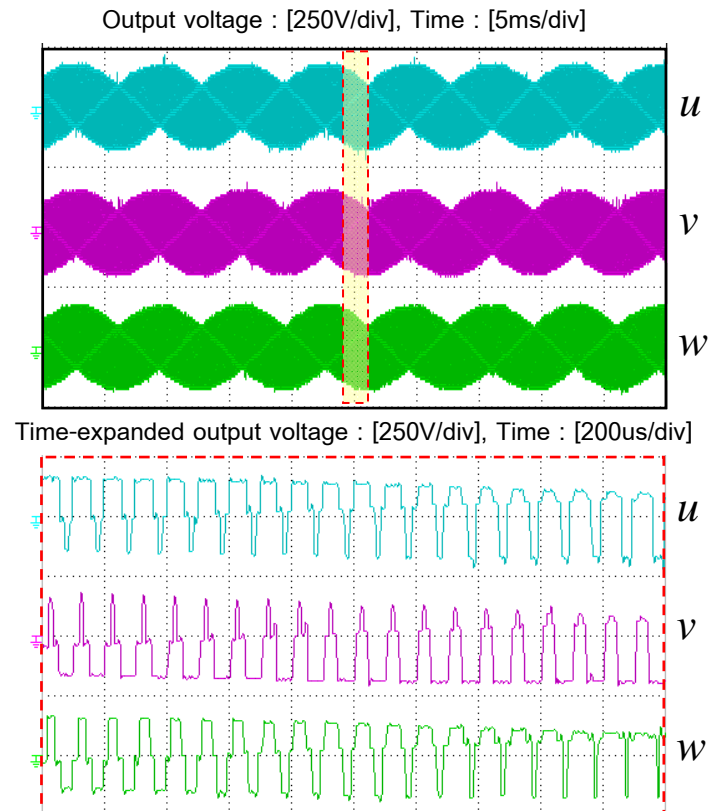 Output voltage : [250V/div], Time : [5ms/div]
u
v
w
Time-expanded output voltage : [250V/div], Time : [200us/div]
u
v
w